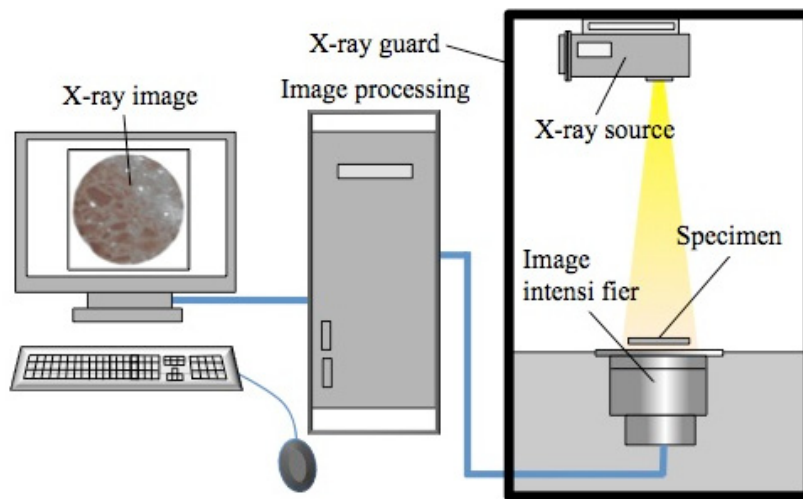 X-ray guard
X-ray image
Image processing
X-ray source
Specimen
Image
intensi fier